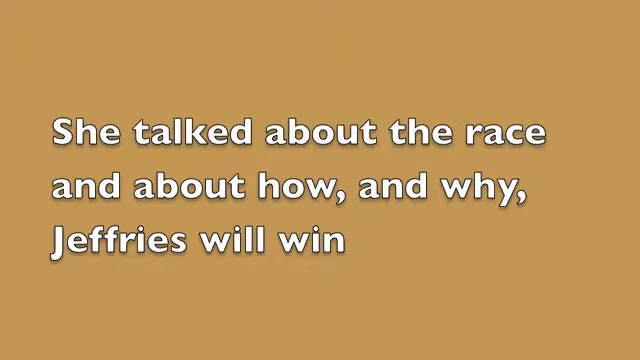 She talked about the race
and about how, and why,
Jeffries will win